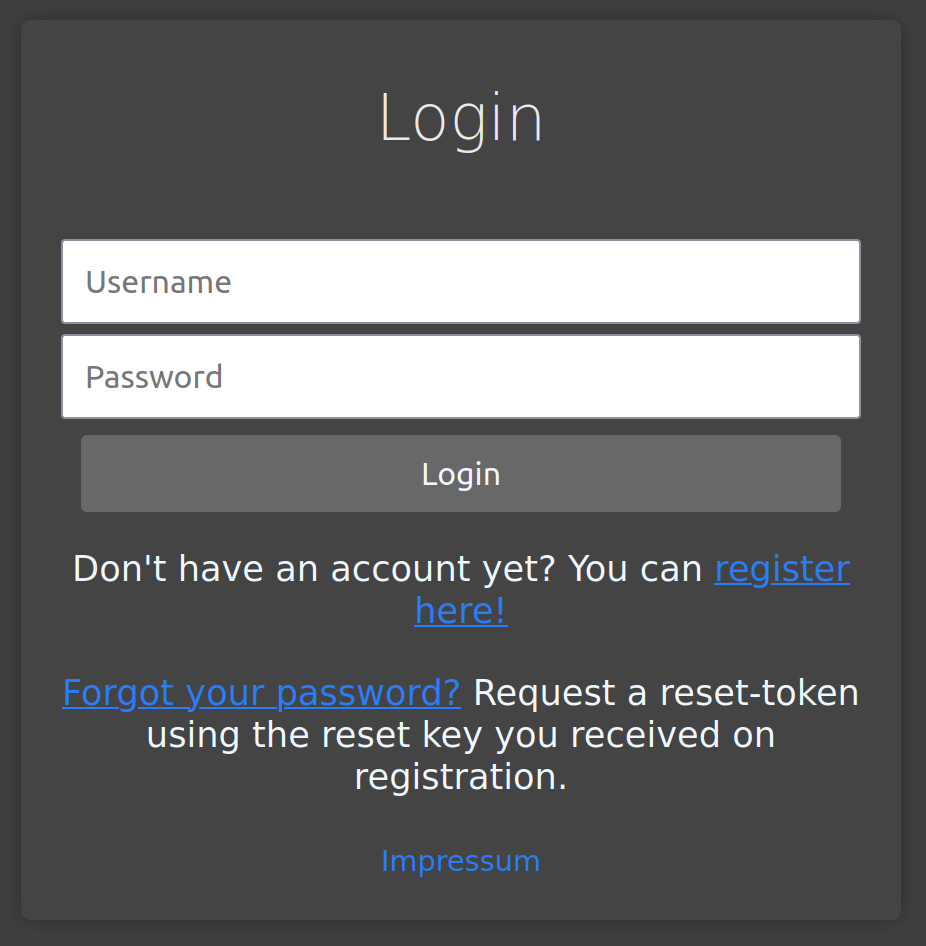 Login
Username
Password
Login
Don't have an account yet? You can register
here!
Forgot your password? Request a reset-token
using the reset key you received on
registration.
Impressum